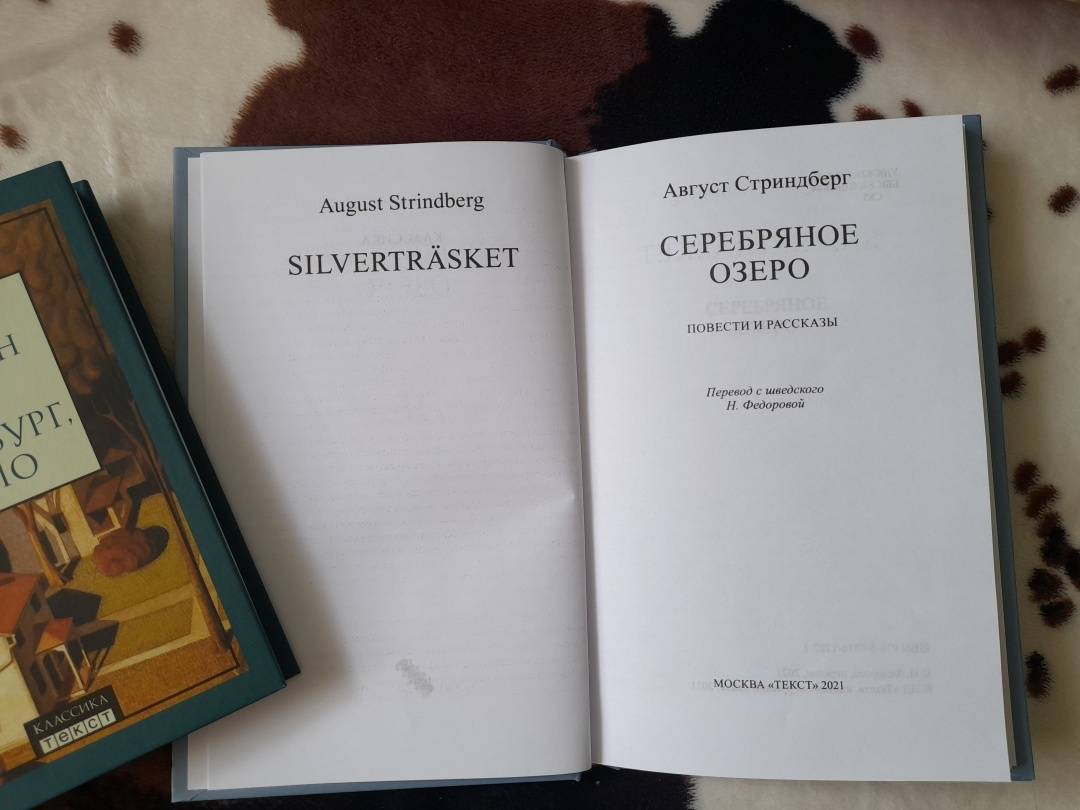 August Strindberg
SILVERTRÄSKET
Август Стриндберг
СЕРЕБРЯНОЕ
ОЗЕРО
ПОВЕСТИ И РАССКАЗЫ
Перевод с шведского
Н. Федоровой
МОСКВА «ТЕКСТ» 2021
КЛАССИКА
ТЕКСТ